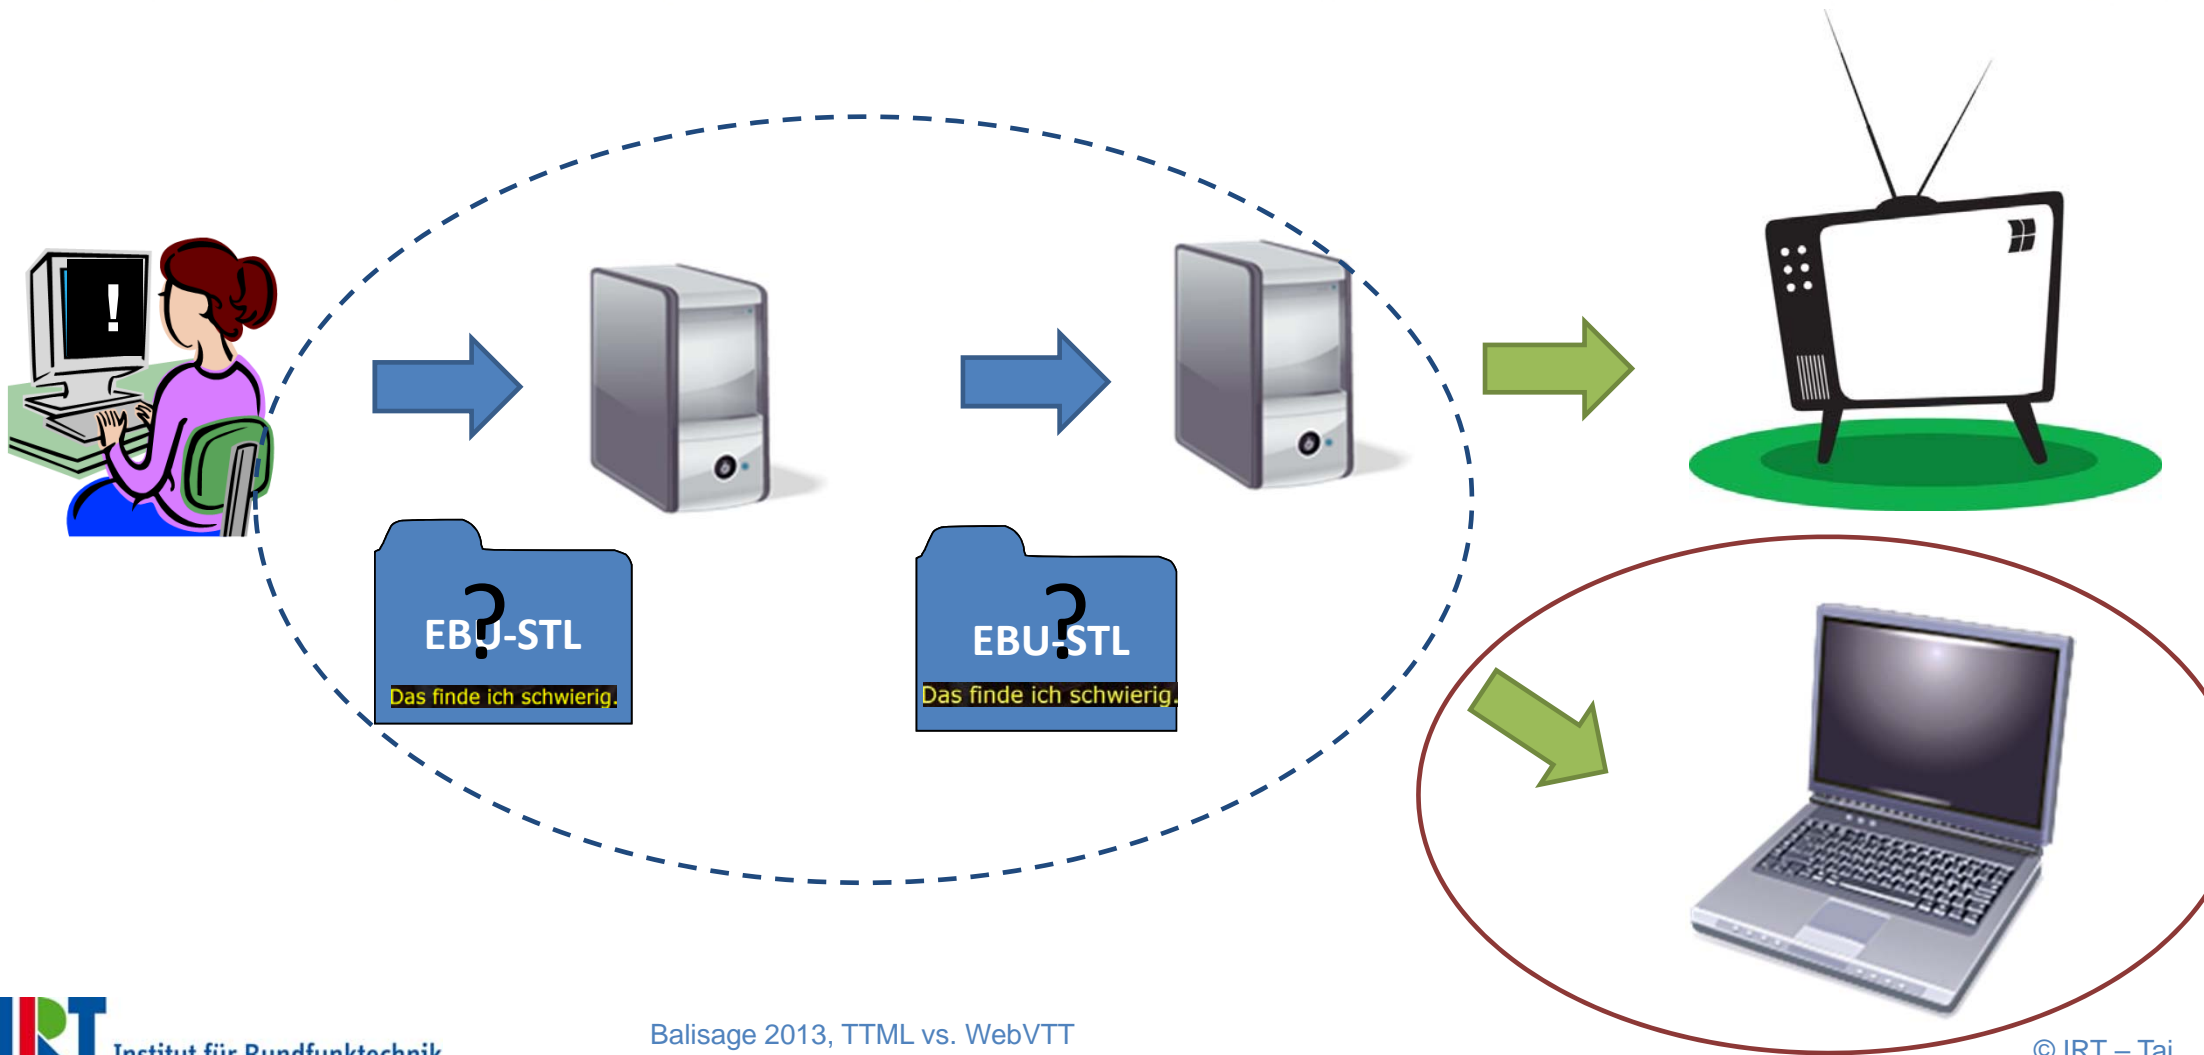 !
?
EBU-STL
Das finde ich schwierig.
?
EBU-STL
Das finde ich schwierig.
IRT
Institut für Rundfunktechnik
Balisage 2013, TTML vs. WebVTT
© IRT – Tai